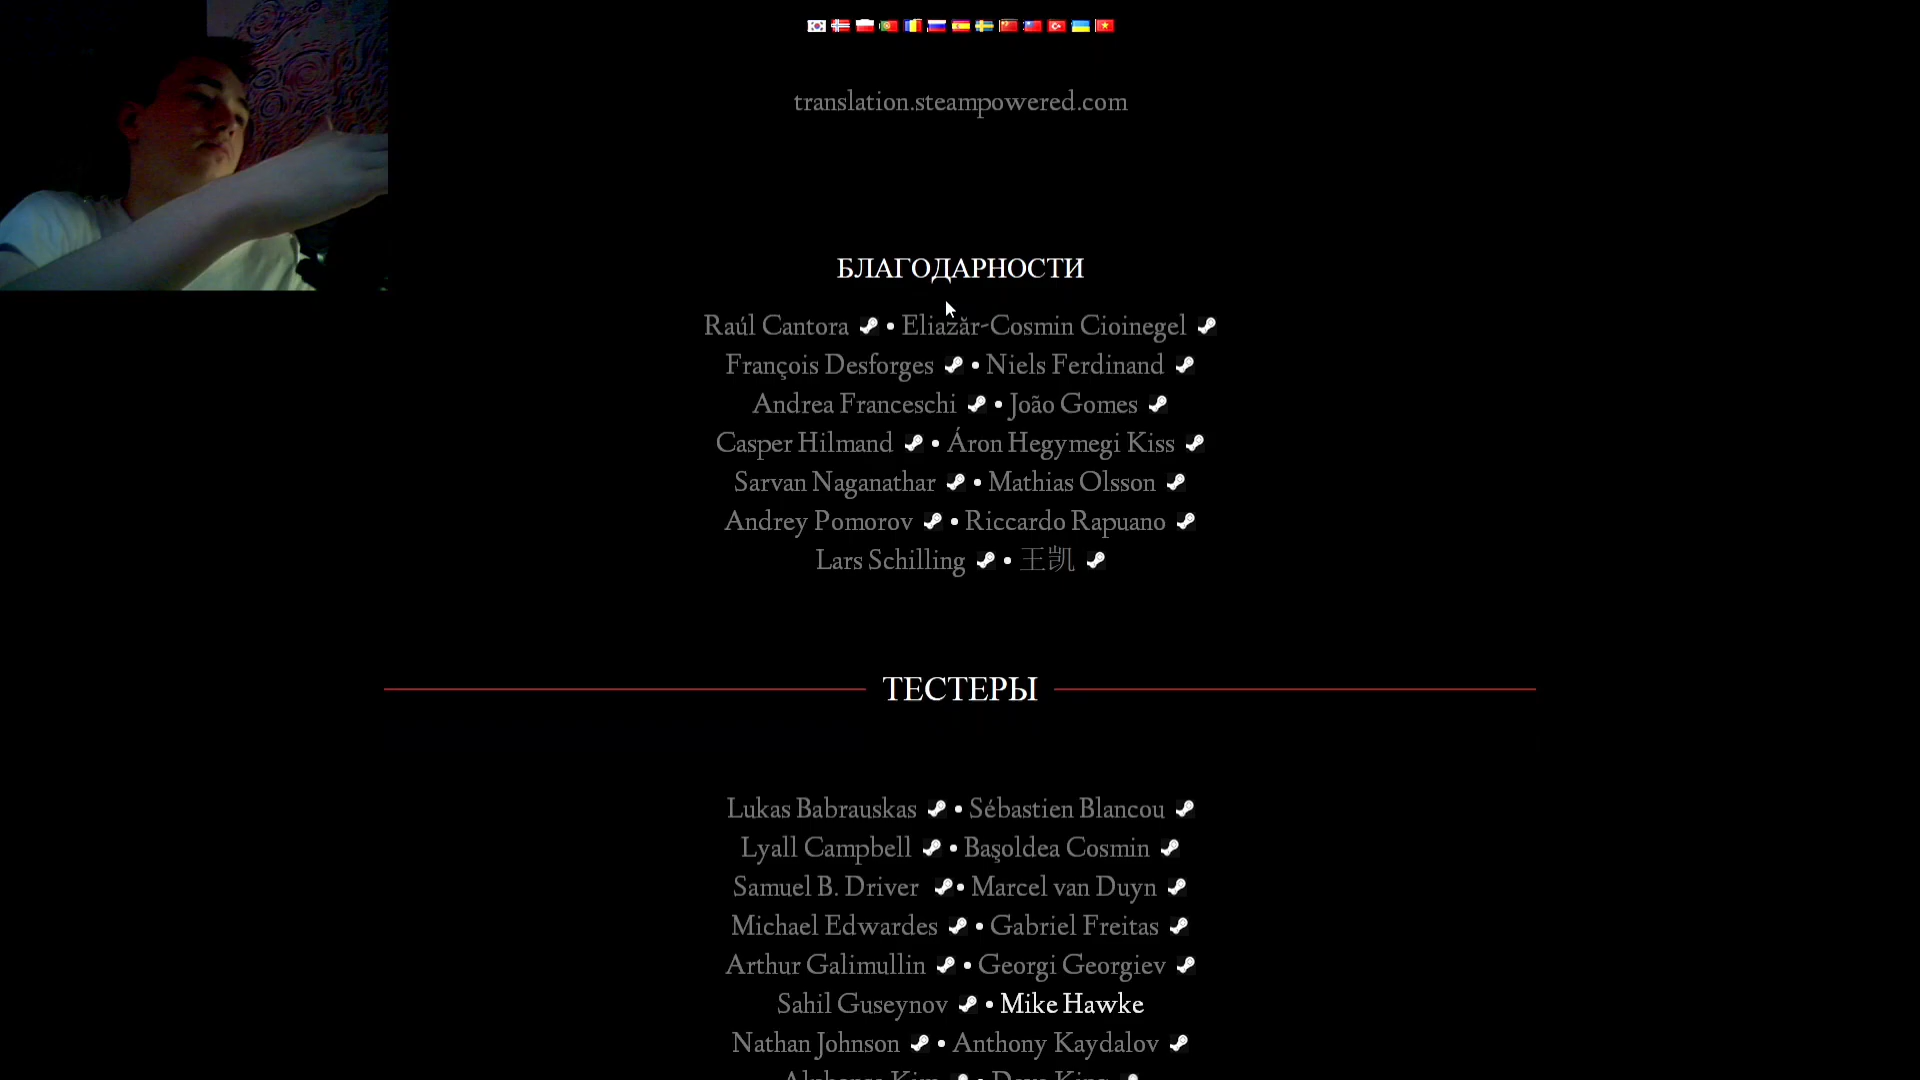 translation.steampowered.com
БЛАГОДАРНОСТИ
Raúl Cantora • Eliazăr-Cosmin Cioinegel
François Desforges • Niels Ferdinand
Andrea Franceschi • João Gomes
Casper Hilmand • Áron Hegymegi Kiss
Sarvan Naganathar • Mathias Olsson
Andrey Pomorov • Riccardo Rapuano
Lars Schilling • 王凯
ТЕСТЕРЫ
Lukas Babrauskas • Sébastien Blancou
Lyall Campbell • Başoldea Cosmin
Samuel B. Driver • Marcel van Duyn
Michael Edwardes • Gabriel Freitas
Arthur Galimullin • Georgi Georgiev
Sahil Guseynov • Mike Hawke
Nathan Johnson • Anthony Kaydalov